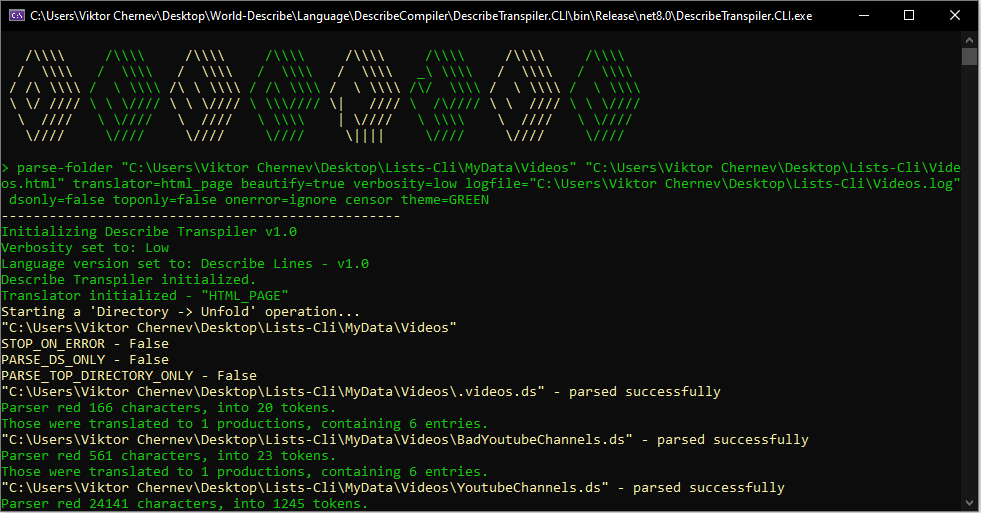 C:\Users\Viktor Chernev\Desktop\World-Describe\Language\DescribeCompiler\DescribeTranspiler.CLI\bin\Release\net8.0\DescribeTranspiler.CLI.exe
> parse-folder "C:\Users\Viktor Chernev\Desktop\Lists-Cli\MyData\Videos" "C:\Users\Viktor Chernev\Desktop\Lists-Cli\Vide
os.html" translator=html_page beautify=true verbosity=low logfile="C:\Users\Viktor Chernev\Desktop\Lists-Cli\Videos.log"
 dsonly=false toponly=false onerror=ignore censor theme=GREEN
--------------------------------------------------
Initializing Describe Transpiler v1.0
Verbosity set to: Low
Language version set to: Describe Lines - v1.0
Describe Transpiler initialized.
Translator initialized - "HTML_PAGE"
Starting a 'Directory -> Unfold' operation...
"C:\Users\Viktor Chernev\Desktop\Lists-Cli\MyData\Videos"
STOP_ON_ERROR - False
PARSE_DS_ONLY - False
PARSE_TOP_DIRECTORY_ONLY - False
"C:\Users\Viktor Chernev\Desktop\Lists-Cli\MyData\Videos\.videos.ds" - parsed successfully
Parser red 166 characters, into 20 tokens.
Those were translated to 1 productions, containing 6 entries.
"C:\Users\Viktor Chernev\Desktop\Lists-Cli\MyData\Videos\BadYoutubeChannels.ds" - parsed successfully
Parser red 561 characters, into 23 tokens.
Those were translated to 1 productions, containing 6 entries.
"C:\Users\Viktor Chernev\Desktop\Lists-Cli\MyData\Videos\YoutubeChannels.ds" - parsed successfully
Parser red 24141 characters, into 1245 tokens.